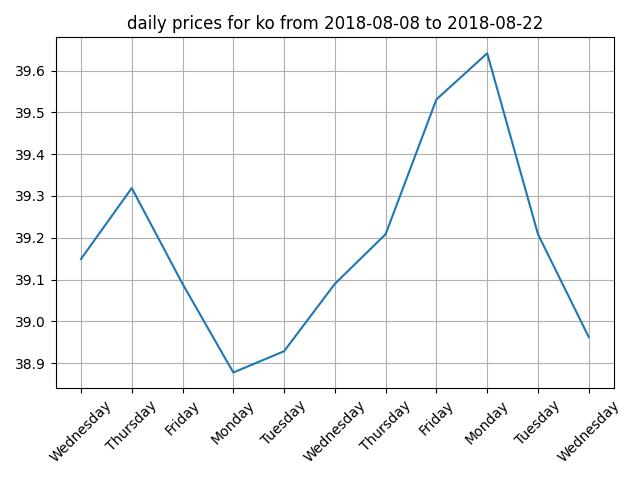 daily prices for ko from 2018-08-08 to 2018-08-22
39.6
39.5
39.4
39.3
39.2
39.1
39.0
38.9
Wednesday
Thursday
Friday
Monday
Tuesday
Wednesday
Thursday
Friday
Monday
Tuesday
Wednesday